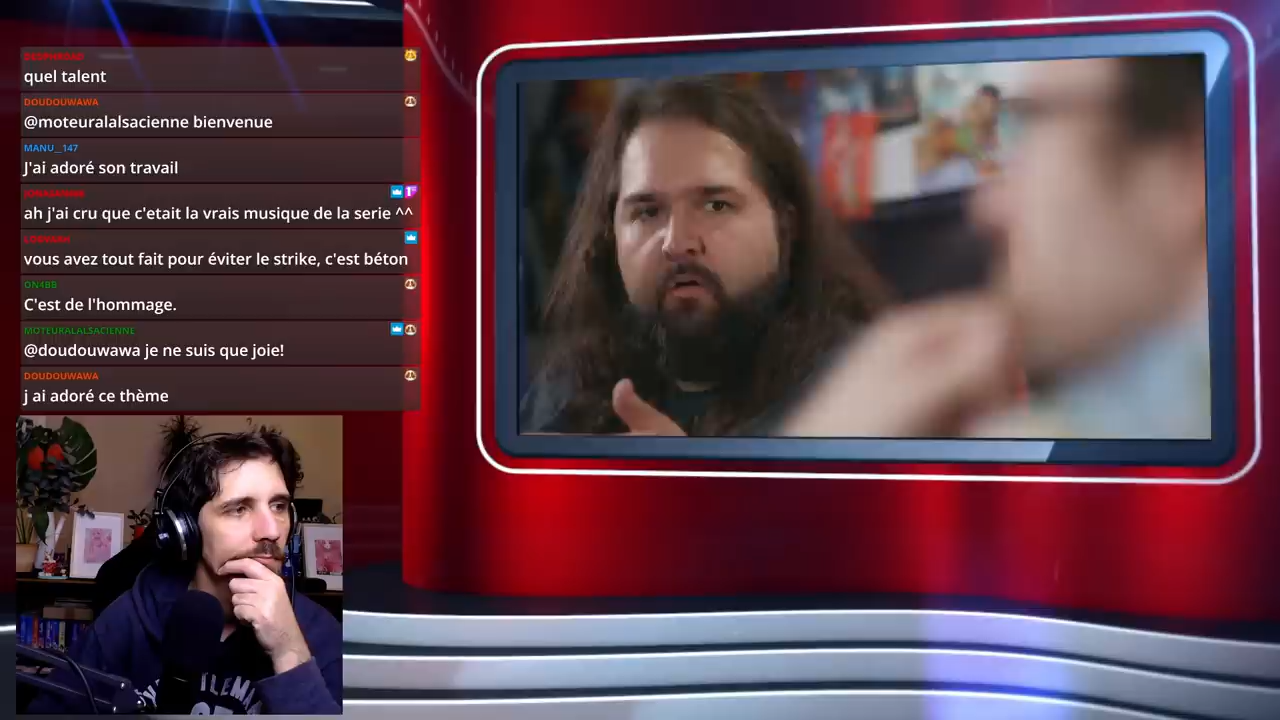 quel talent
DOUDOUWAWA
@moteuralalsacienne bienvenue
MANU_147
J'ai adoré son travail
ah j'ai cru que c'etait la vrais musique de la serie ^^
vous avez tout fait pour éviter le strike, c'est béton
ON4BB
C'est de l'hommage.
MOTEURALALSACIENNE
@doudouwawa je ne suis que joie!
DOUDOUWAWA
j ai adoré ce thème